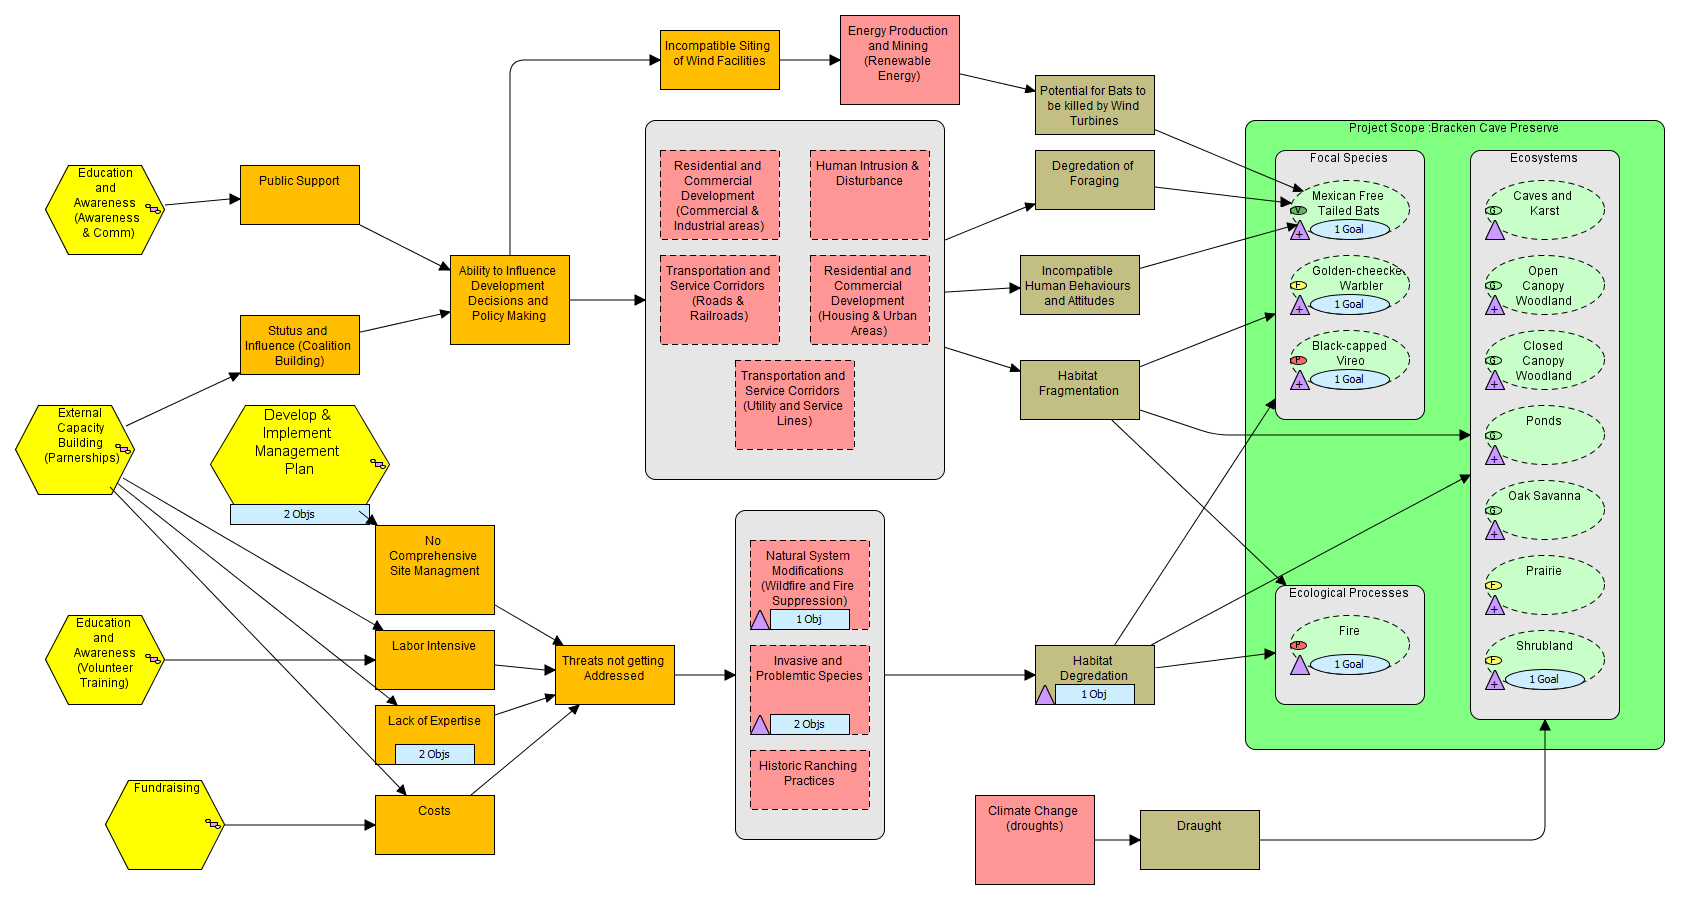 Incompatible Siting
of Wind Facilities
Energy Production
and Mining
(Renewable
Energy)
Potential for Bats to
be killed by Wind
Turbines
Education
and
Awareness
(Awareness
& Comm)
Public Support
Ability to Influence
Development
Decisions and
Policy Making
Stutus and
Influence (Coalition
Building)
Residential and
Commercial
Development
(Commercial &
Industrial areas)
Human Intrusion &
Disturbance
Transportation and
Service Corridors
(Roads &
Railroads)
Residential and
Commercial
Development
(Housing & Urban
Areas)
Transportation and
Service Corridors
(Utility and Service
Lines)
Degredation of
Foraging
Incompatible
Human Behaviours
and Attitudes
Habitat
Fragmentation
External
Capacity
Building
(Parnerships)
Develop &
Implement
Management
Plan
2 Objs
No
Comprehensive
Site Managment
Education
and
Awareness
(Volunteer
Training)
Labor Intensive
Lack of Expertise
2 Objs
Fundraising
Costs
Threats not getting
Addressed
Natural System
Modifications
(Wildfire and Fire
Suppression)
1 Obj
Invasive and
Problemtic Species
2 Objs
Historic Ranching
Practices
Habitat
Degredation
1 Obj
Climate Change
(droughts)
Draught
Project Scope :Bracken Cave Preserve
Focal Species
Mexican Free
Tailed Bats
V
+
1 Goal
Golden-cheecke
Warbler
F
+
1 Goal
Black-capped
Vireo
P
+
1 Goal
Ecological Processes
Fire
P
1 Goal
Ecosystems
Caves and
Karst
G
Open
Canopy
Woodland
G
+
Closed
Canopy
Woodland
G
+
Ponds
G
+
Oak Savanna
G
+
Prairie
F
+
Shrubland
F
+
1 Goal